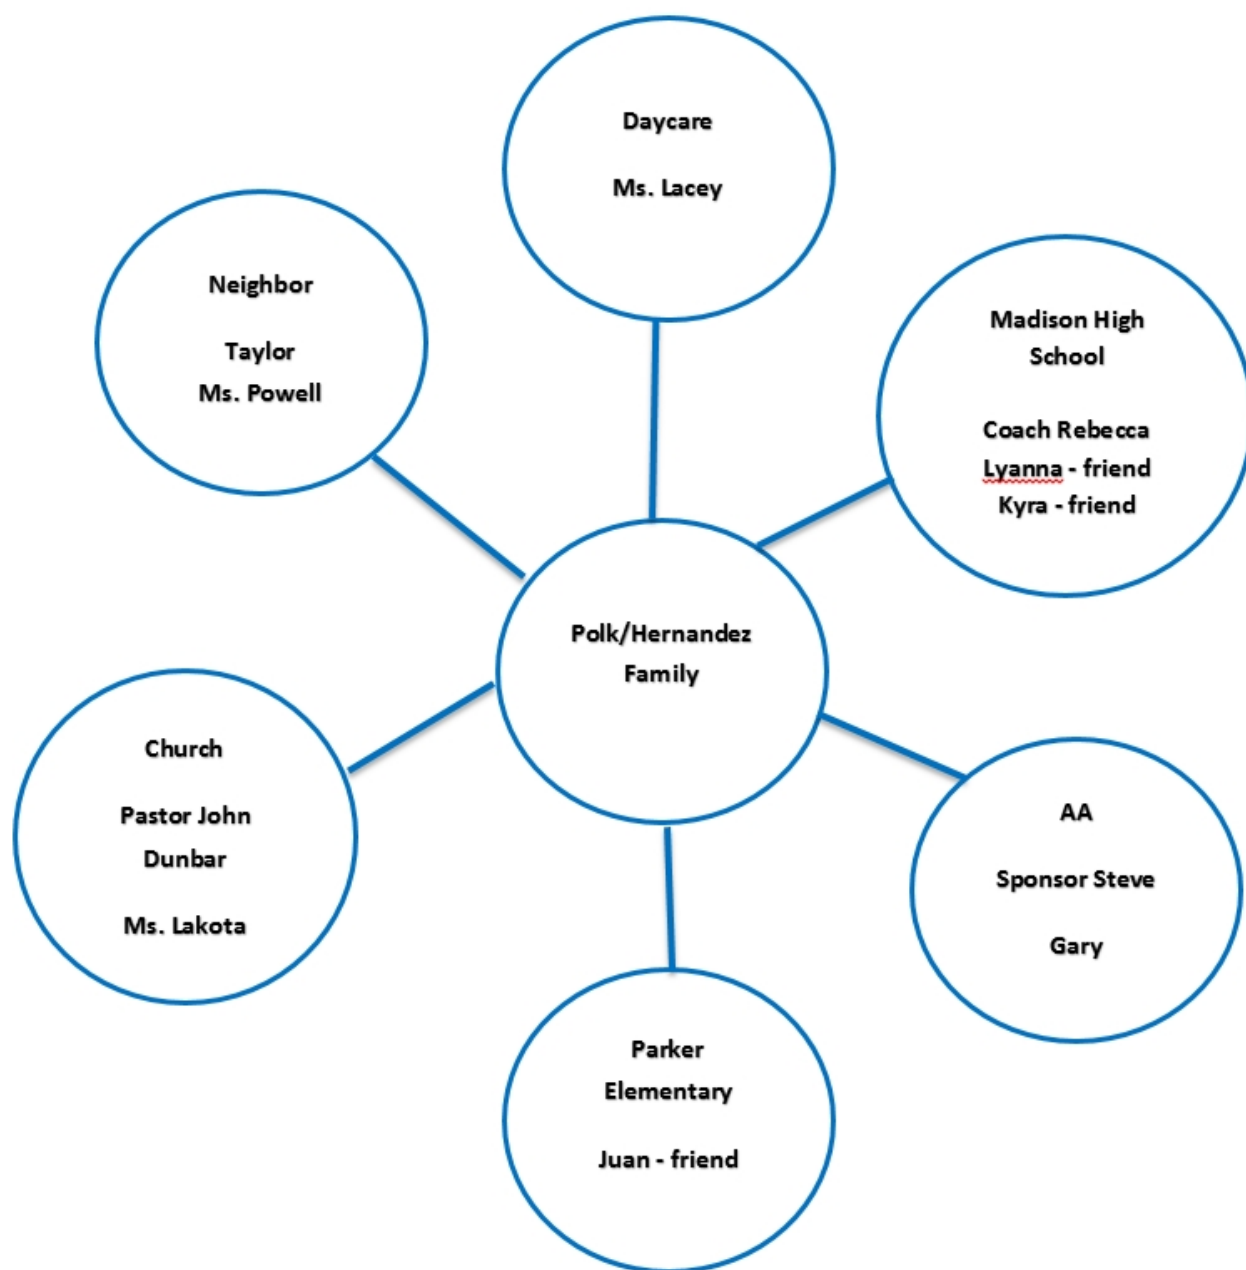 Daycare
Ms. Lacey
Neighbor
Taylor
Ms. Powell
Madison High
School
Coach Rebecca
Lyanna - friend
Kyra - friend
Polk/Hernandez
Family
Church
Pastor John
Dunbar
Ms. Lakota
AA
Sponsor Steve
Gary
Parker
Elementary
Juan - friend